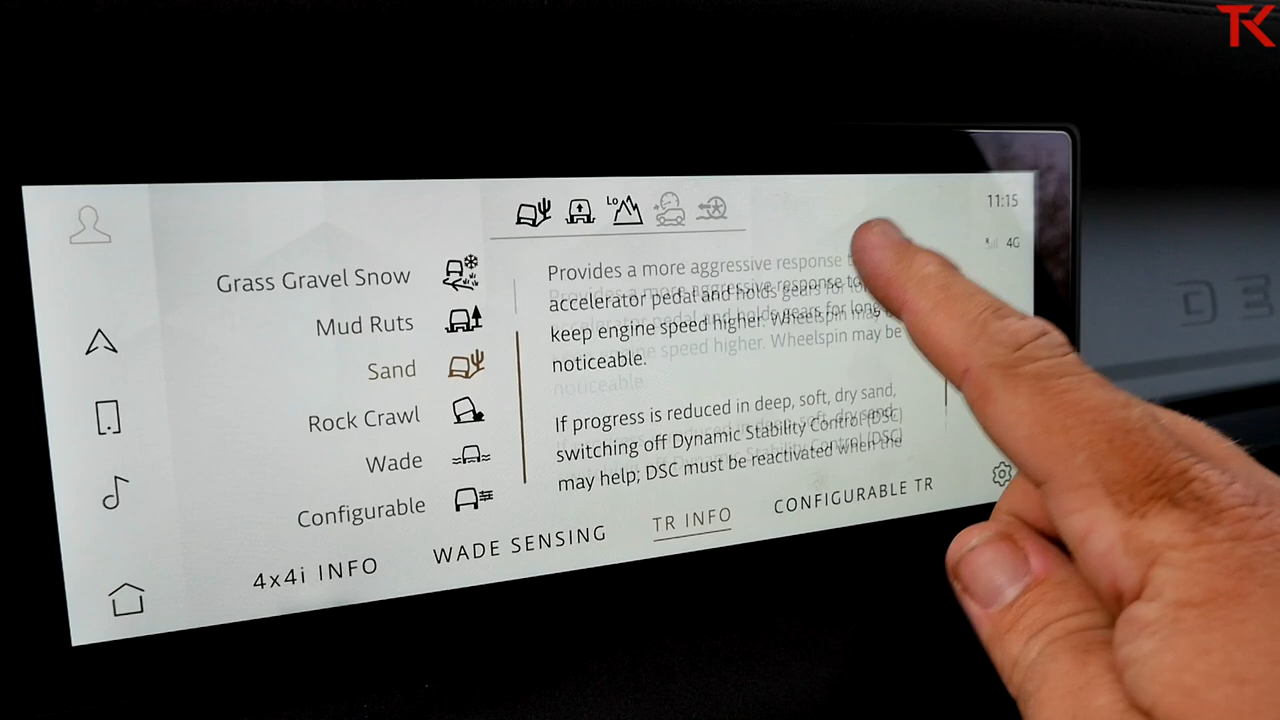 TK
11:15
4G
Lo
Grass Gravel Snow
Mud Ruts
Sand
Rock Crawl
Wade
Configurable
Provides a more aggressive response
accelerator pedal and holds gears for
keep engine speed higher. Wheelspin may be
noticeable.
If progress is reduced in deep, soft, dry sand,
switching off Dynamic Stability Control (DSC)
may help; DSC must be reactivated when the
4x4i INFO
WADE SENSING
TR INFO
CONFIGURABLE TR